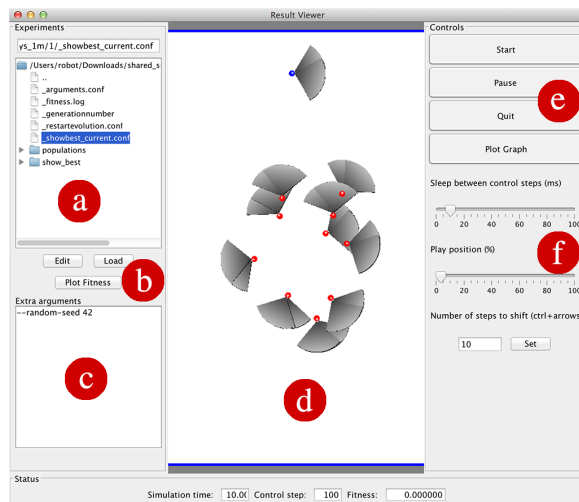 Result Viewer
Experiments
ys_1m/1/_showbest_current.conf
/Users/robot/Downloads/shared_s
..
_arguments.conf
_fitness.log
_generationnumber
_restartevolution.conf
_showbest_current.conf
populations
show_best
a
Edit Load
Plot Fitness
b
Extra arguments
--random-seed 42
c
d
Controls
Start
Pause
e
Quit
Plot Graph
Sleep between control steps (ms)
0 20 40 60 80 100
f
Play position (%)
0 20 40 60 80 100
Number of steps to shift (ctrl+arrows
10 Set
Status
Simulation time: 10.0 Control step: 100 Fitness: 0.000000